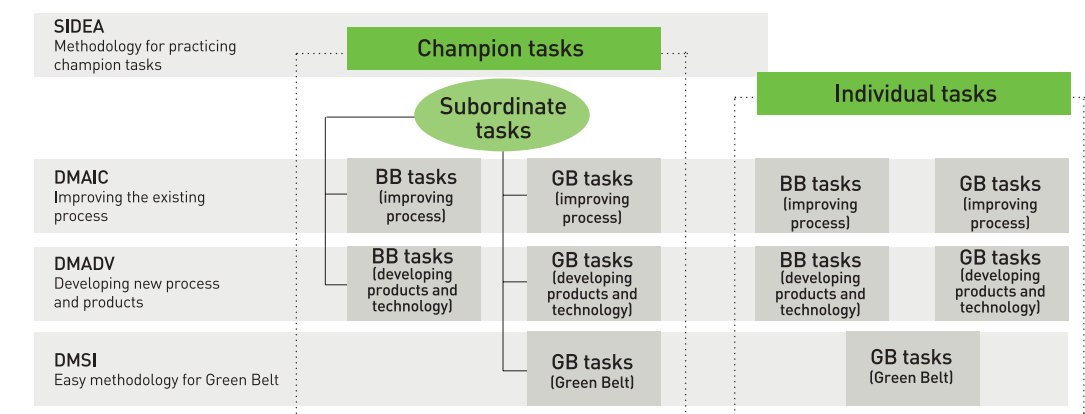 SIDEA
Methodology for practicing
champion tasks
Champion tasks
Individual tasks
Subordinate
tasks
DMAIC
Improving the existing
process
BB tasks
(improving
process)
GB tasks
(improving
process)
BB tasks
(improving
process)
GB tasks
(improving
process)
DMADV
Developing new process
and products
BB tasks
(developing
products and
technology)
GB tasks
(developing
products and
technology)
BB tasks
(developing
products and
technology)
GB tasks
(developing
products and
technology)
DMSI
Easy methodology for Green Belt
GB tasks
(Green Belt)
GB tasks
(Green Belt)